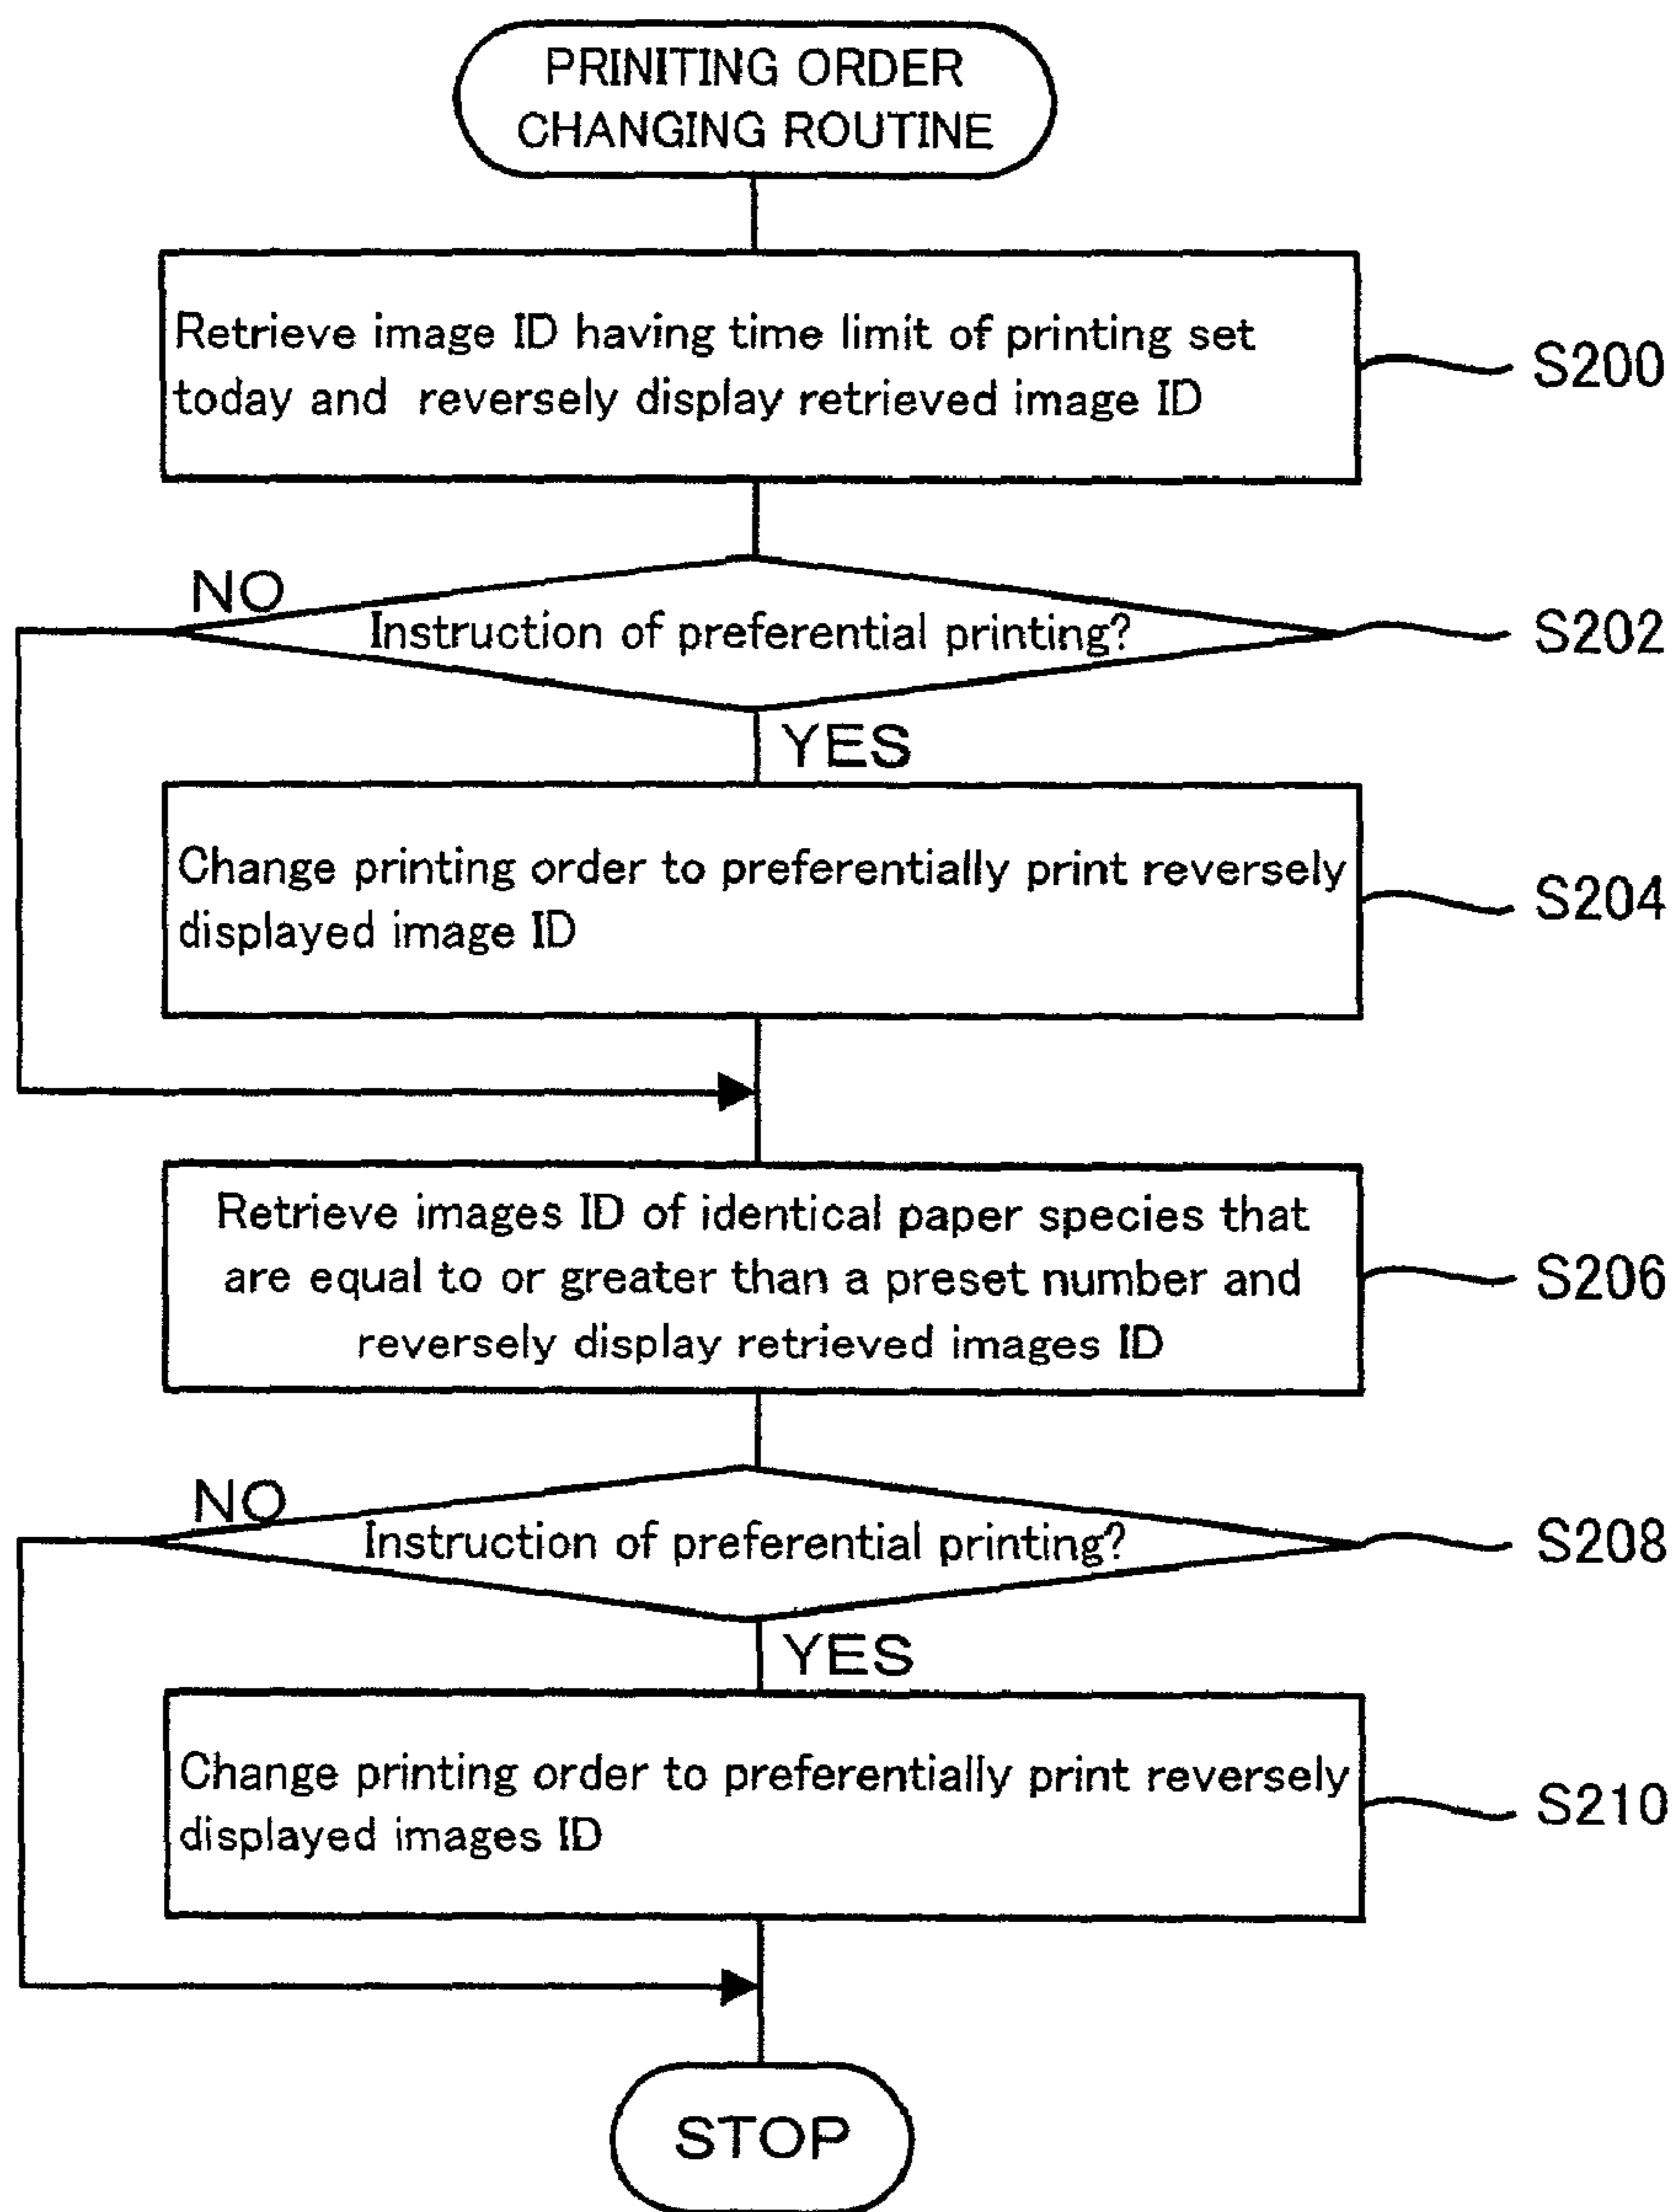 PRINITING ORDER
CHANGING ROUTINE
Retrieve image ID having time limit of printing set
today and reversely display retrieved image ID
S200
NO
Instruction of preferential printing?
S202
YES
Change printing order to preferentially print reversely
displayed image ID
S204
Retrieve images ID of identical paper species that
are equal to or greater than a preset number and
reversely display retrieved images ID
S206
NO
Instruction of preferential printing?
S208
YES
Change printing order to preferentially print reversely
displayed images ID
S210
STOP